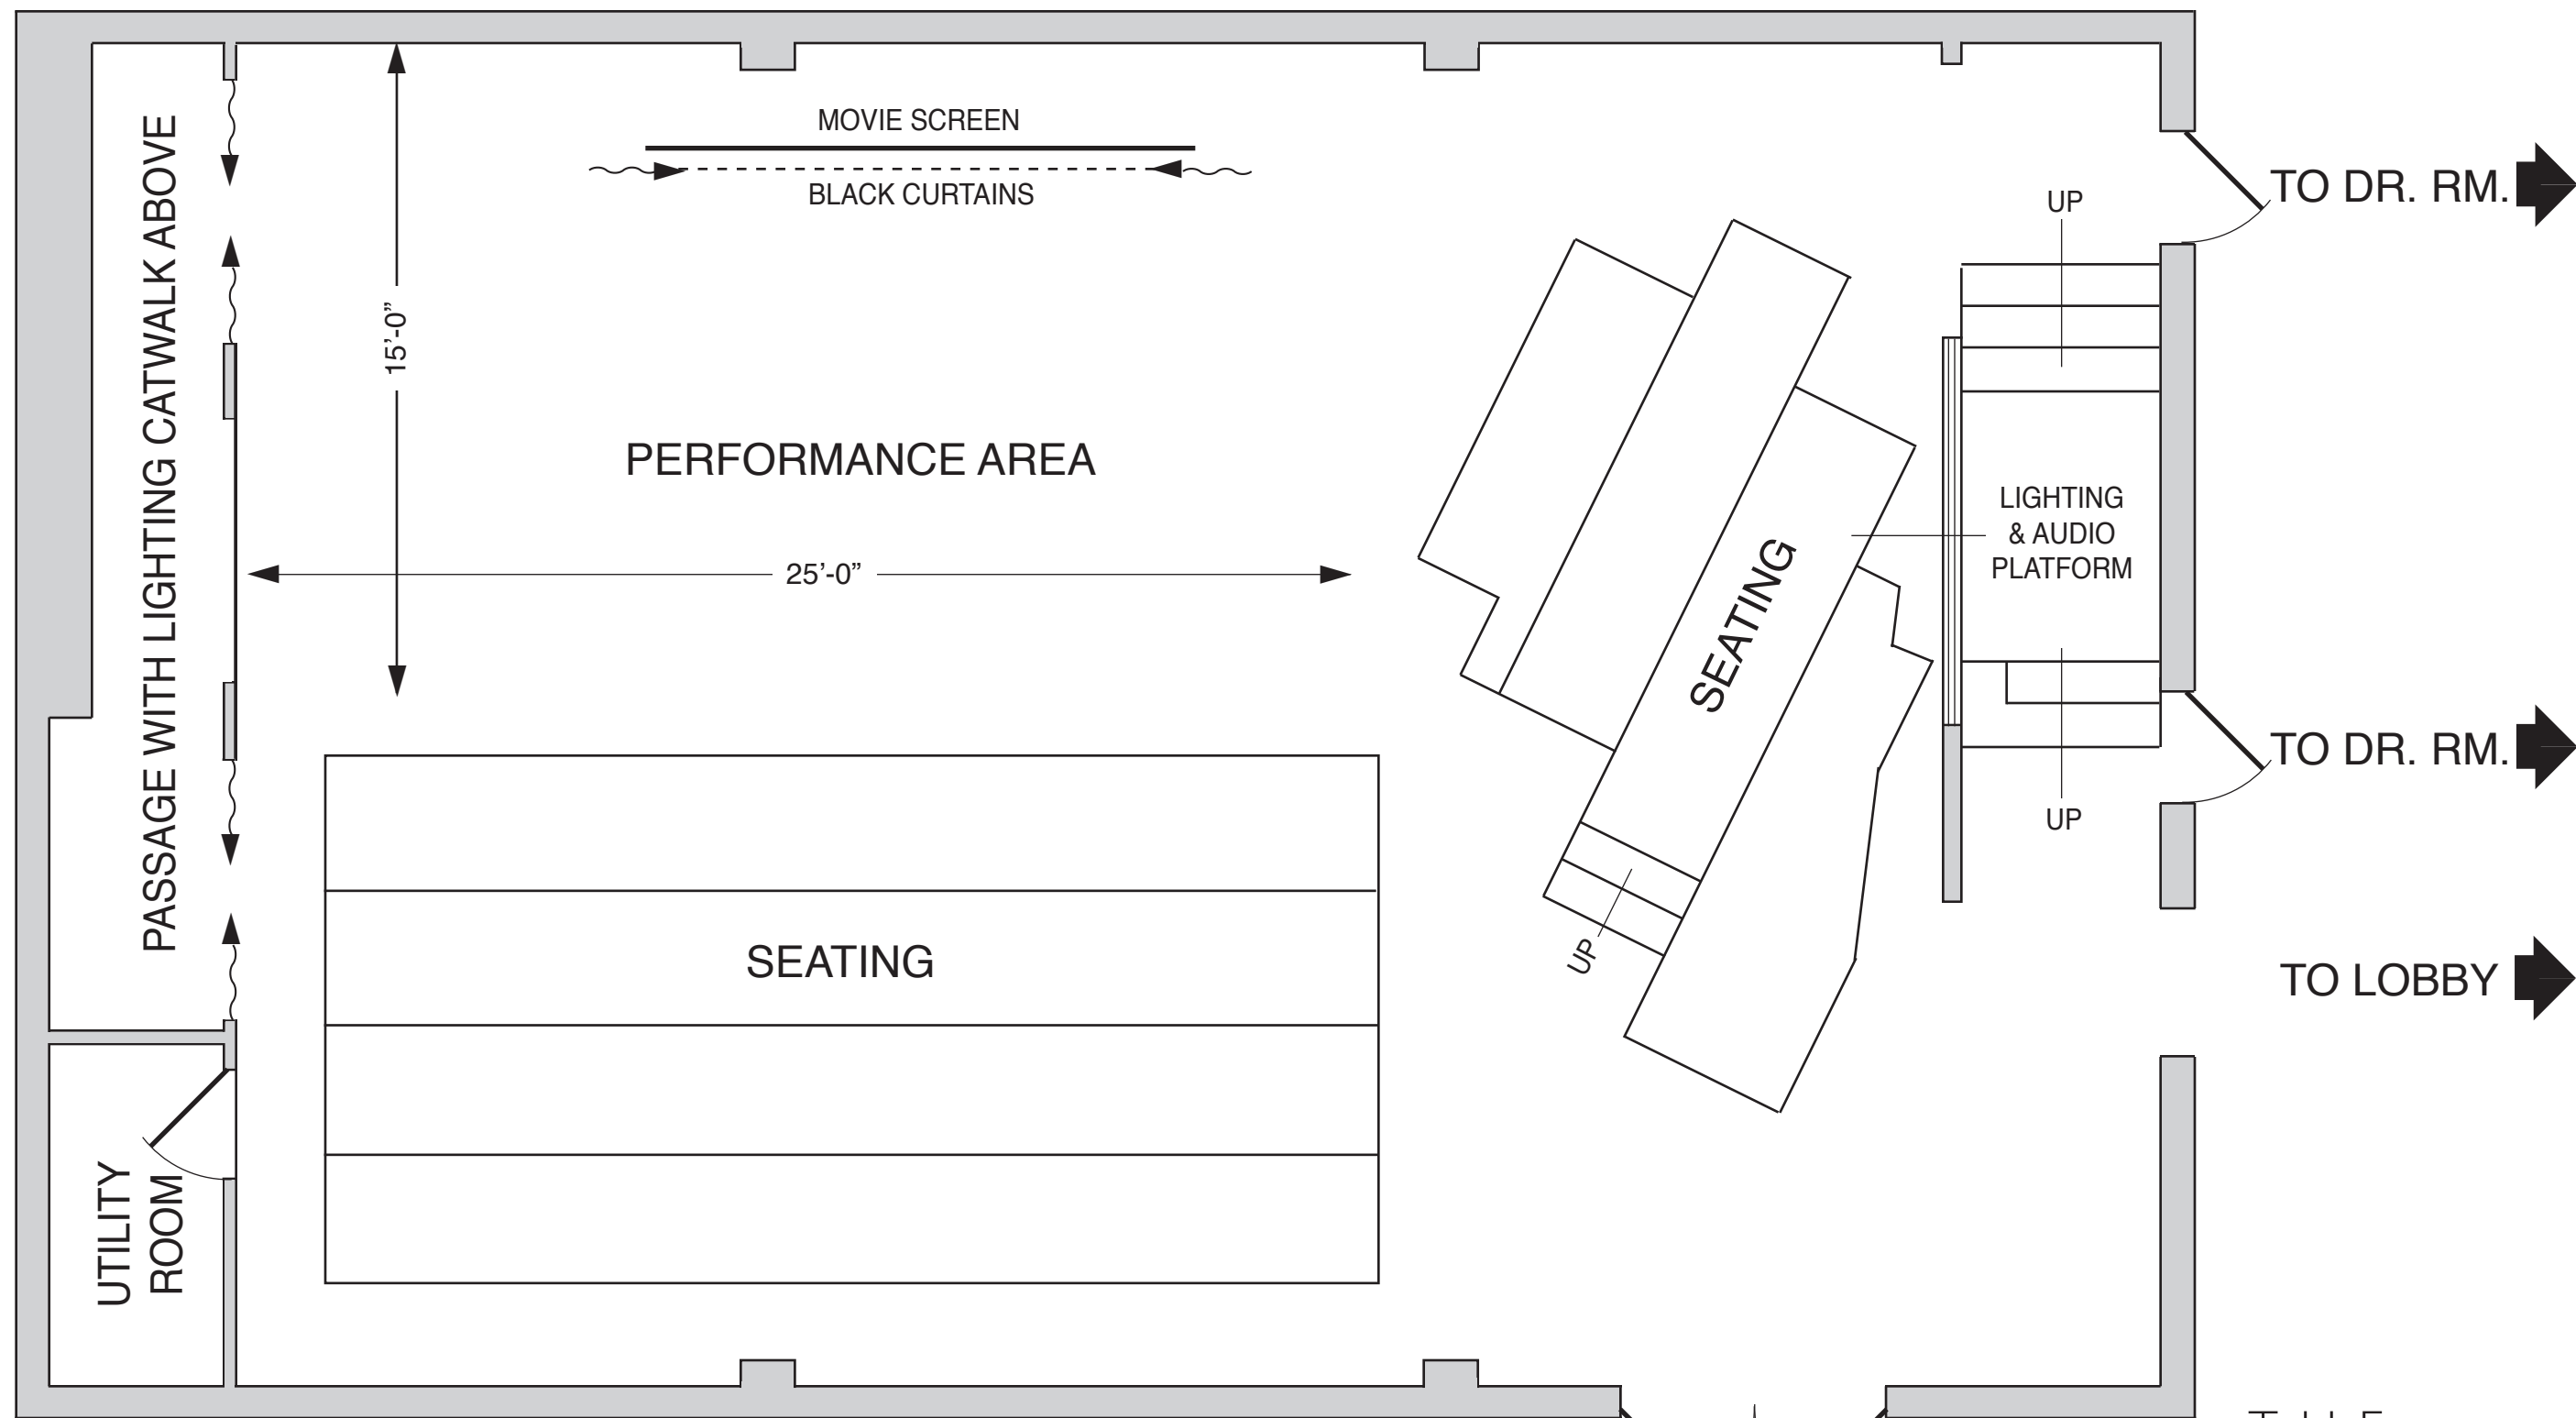 MOVIE SCREEN
BLACK CURTAINS
PASSAGE WITH LIGHTING CATWALK ABOVE
15’-0”
PERFORMANCE AREA
25’-0”
UP
TO DR. RM.
LIGHTING
& AUDIO
PLATFORM
SEATING
UP
TO DR. RM.
UP
SEATING
TO LOBBY
UTILITY
ROOM